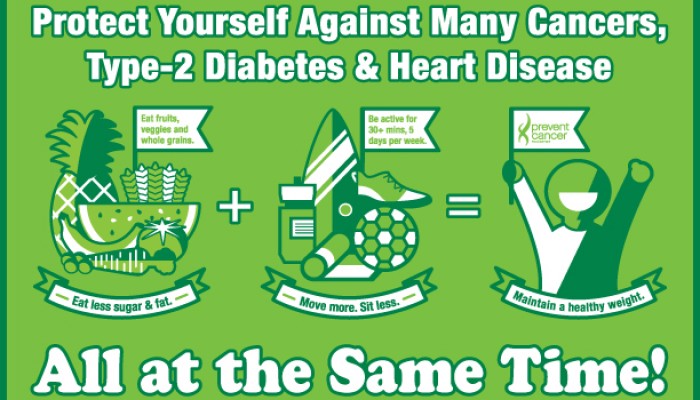 Protect Yourself Against Many Cancers,
Type-2 Diabetes & Heart Disease
Eat fruits,
veggies and
whole grains.
Eat less sugar & fat.
+
Be active for
30+ mins, 5
days per week.
Move more. Sit less.
=
prevent
cancer
Maintain a healthy weight.
All at the Same Time!